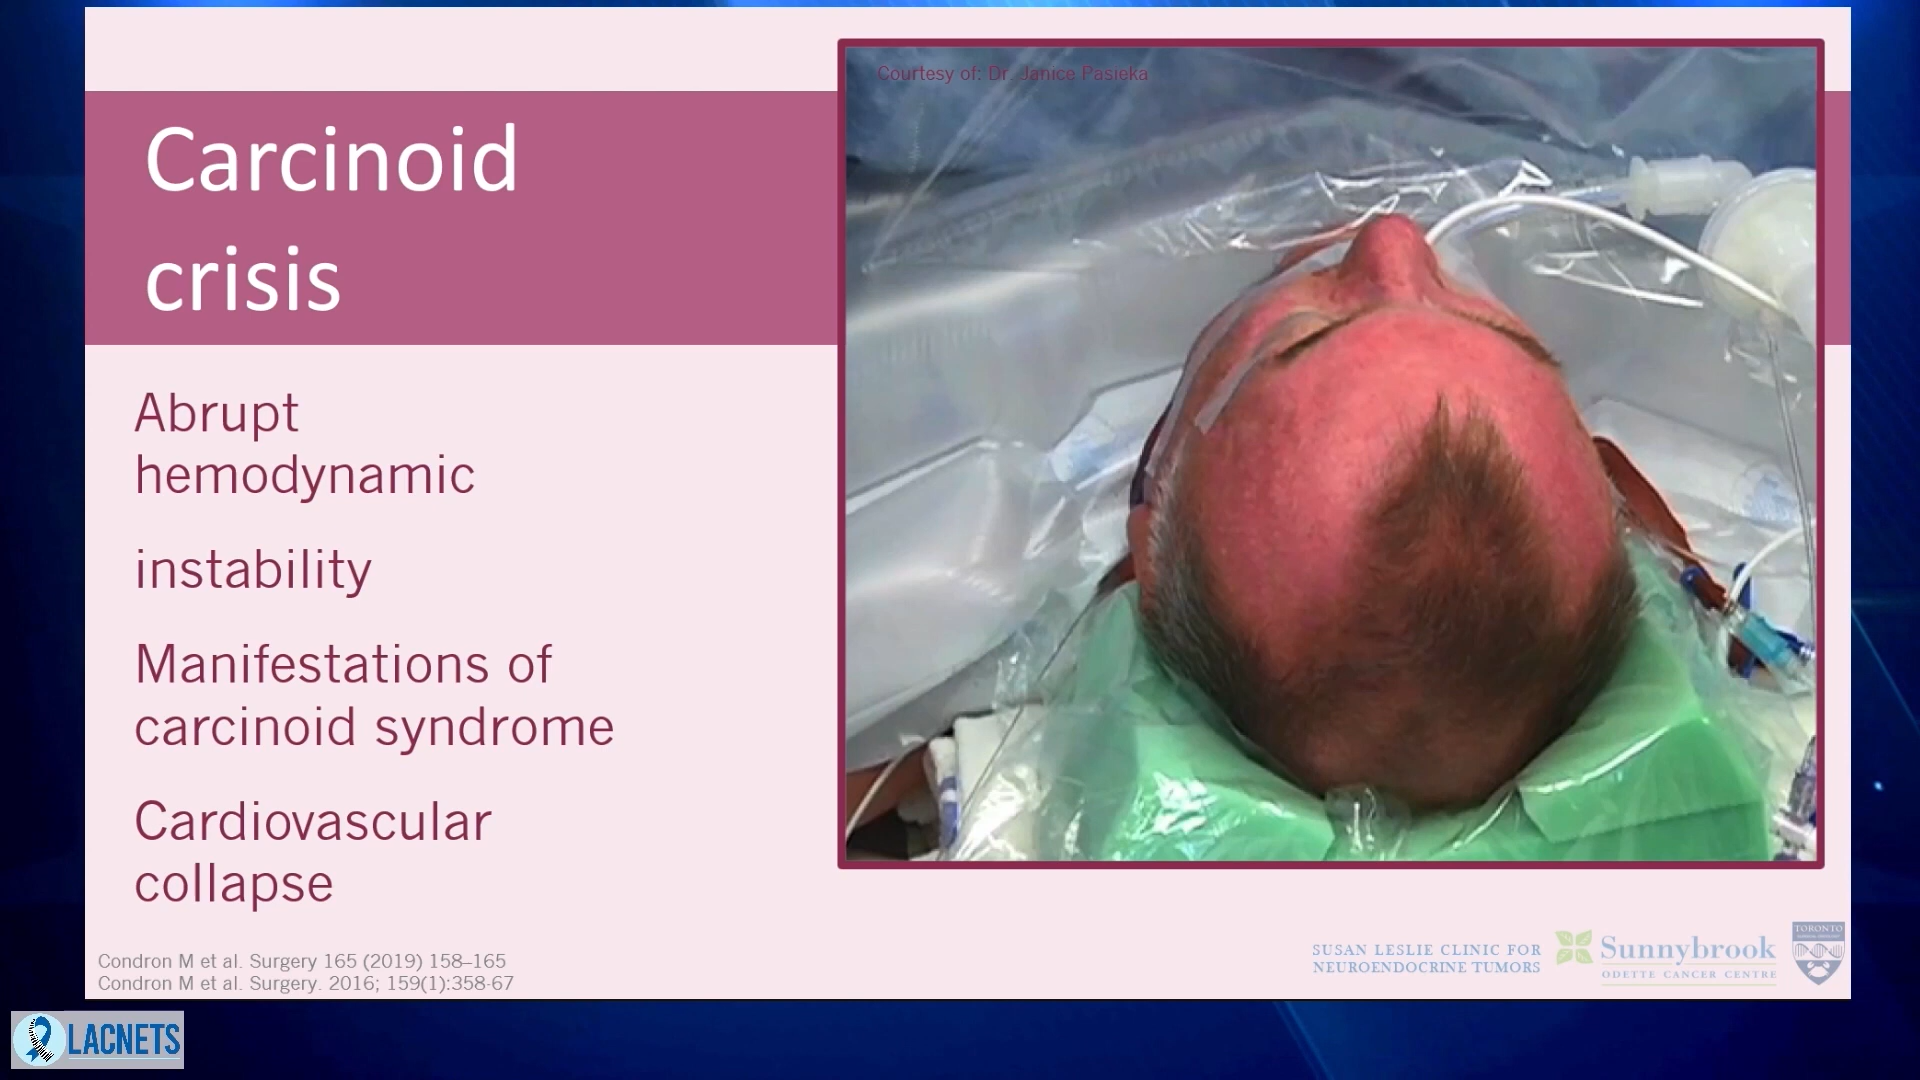 Courtesy of: Dr. Janice Pasieka
Carcinoid
crisis
Abrupt
hemodynamic
instability
Manifestations of
carcinoid syndrome
Cardiovascular
collapse
Condron M et al. Surgery 165 (2019) 158–165
Condron M et al. Surgery. 2016; 159(1):358-67
SUSAN LESLIE CLINIC FOR
NEUROENDOCRINE TUMORS
Sunnybrook
ODETTE CANCER CENTRE
TORONTO
LACNETS